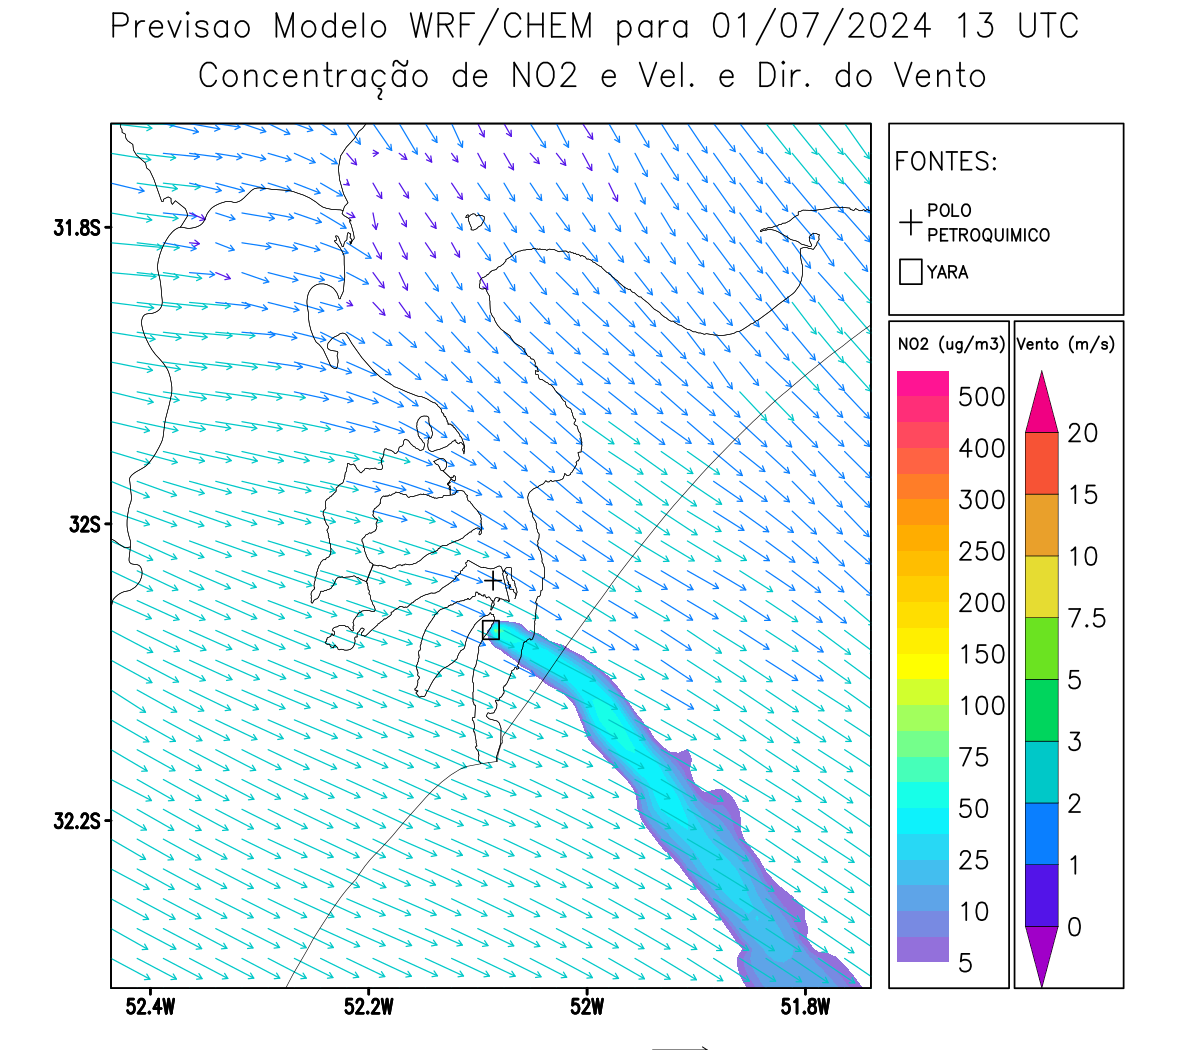 Previsao Modelo WRF/CHEM para 01/07/2024 13 UTC
Concentração de NO2 e Vel. e Dir. do Vento
FONTES:
POLO
PETROQUIMICO
YARA
NO2 (ug/m3)
500
400
300
250
200
150
100
75
50
25
10
5
Vento (m/s)
20
15
10
7.5
5
3
2
1
0
31.8S
32S
32.2S
52.4W
52.2W
52W
51.8W